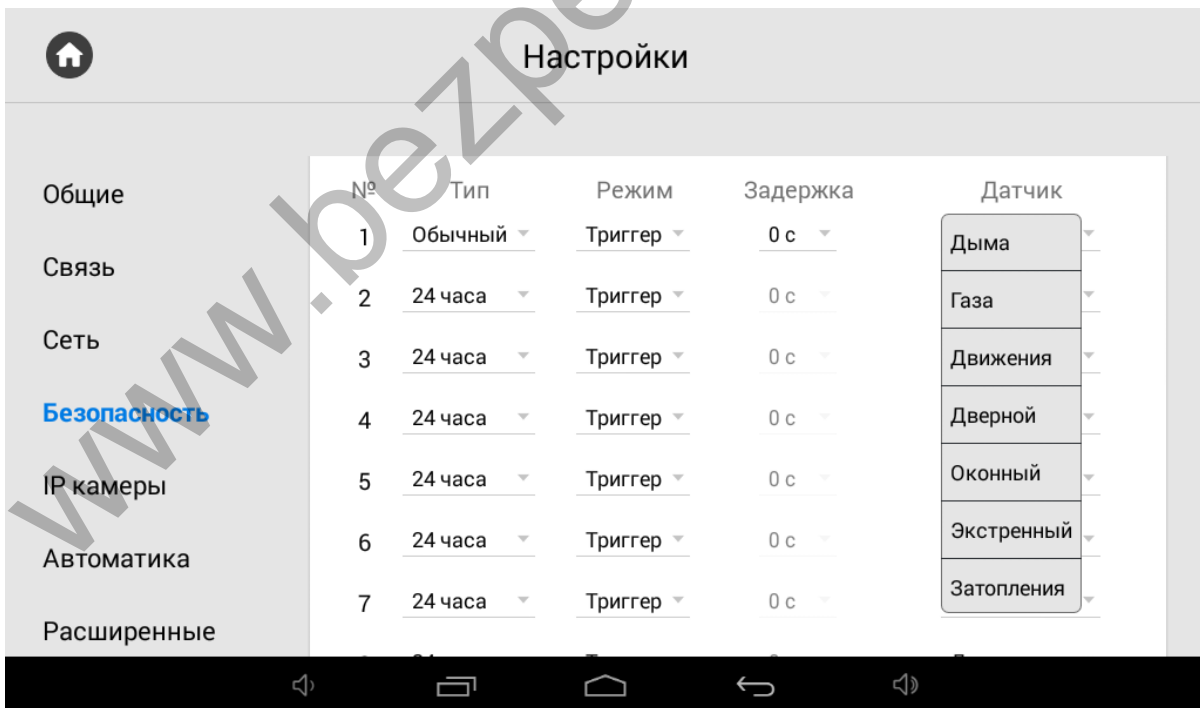 Настройки
Общие
Связь
Сеть
Безопасность
IP камеры
Автоматика
Расширенные
№ Тип Режим Задержка Датчик
1 Обычный Триггер 0 с
2 24 часа Триггер 0 с
3 24 часа Триггер 0 с
4 24 часа Триггер 0 с
5 24 часа Триггер 0 с
6 24 часа Триггер 0 с
7 24 часа Триггер 0 с
Дыма
Газа
Движения
Дверной
Оконный
Экстренный
Затопления
www.bezpe